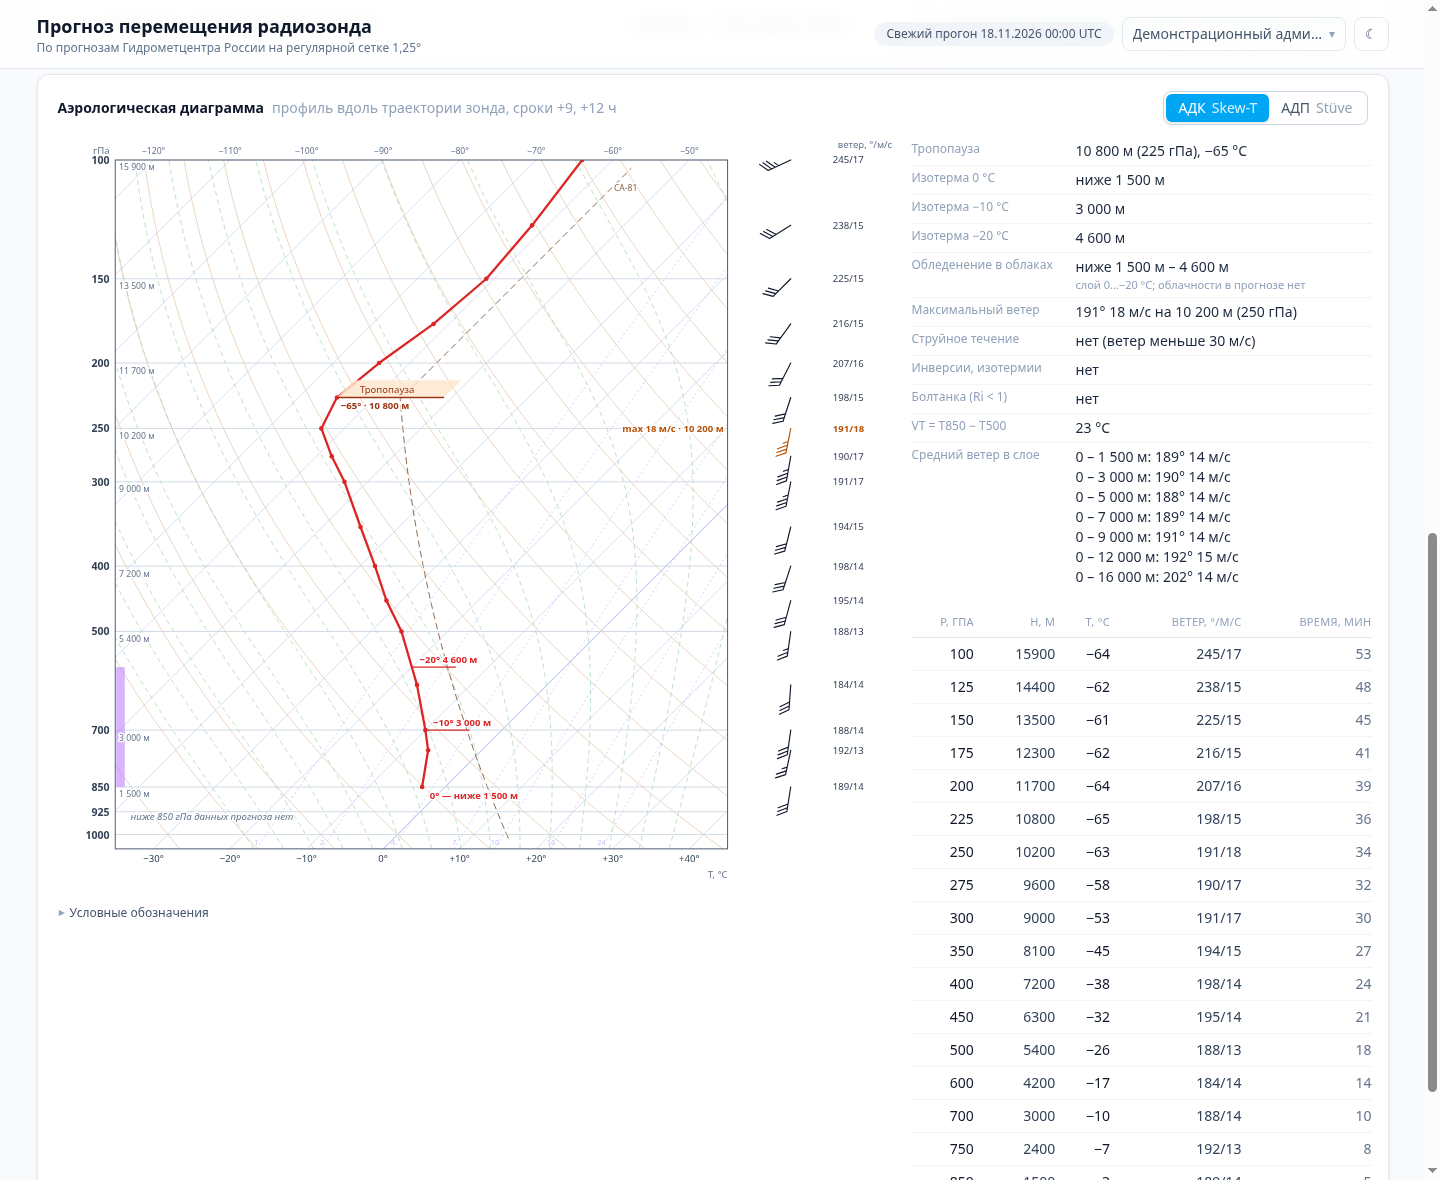 Прогноз перемещения радиозонда
По прогнозам Гидрометцентра России на регулярной сетке 1,25°
Свежий прогон 18.11.2026 00:00 UTC
Демонстрационный адми... ▾
Аэрологическая диаграмма профиль вдоль траектории зонда, сроки +9, +12 ч
АДК Skew-T АДП Stüve
гПа −120° −110° −100° −90° −80° −70° −60° −50°
ветер, °/м/с
100 15 900 м 245/17
СА-81
238/15
150 13 500 м 225/15
216/15
200 11 700 м 207/16
Тропопауза
−65° · 10 800 м 198/15
250 10 200 м max 18 м/с · 10 200 м 191/18
190/17
300 9 000 м 191/17
194/15
400 7 200 м 198/14
195/14
500 5 400 м 188/13
−20° 4 600 м
184/14
−10° 3 000 м
700 3 000 м 188/14
192/13
850 1 500 м 189/14
0° — ниже 1 500 м
925
ниже 850 гПа данных прогноза нет
1000
1 2 4 7 10 16 24
−30° −20° −10° 0° +10° +20° +30° +40°
T, °C
▸ Условные обозначения
Тропопауза 10 800 м (225 гПа), −65 °C
Изотерма 0 °C ниже 1 500 м
Изотерма −10 °C 3 000 м
Изотерма −20 °C 4 600 м
Обледенение в облаках ниже 1 500 м – 4 600 м
слой 0…−20 °C; облачности в прогнозе нет
Максимальный ветер 191° 18 м/с на 10 200 м (250 гПа)
Струйное течение нет (ветер меньше 30 м/с)
Инверсии, изотермии нет
Болтанка (Ri < 1) нет
VT = T850 − T500 23 °C
Средний ветер в слое 0 – 1 500 м: 189° 14 м/с
0 – 3 000 м: 190° 14 м/с
0 – 5 000 м: 188° 14 м/с
0 – 7 000 м: 189° 14 м/с
0 – 9 000 м: 191° 14 м/с
0 – 12 000 м: 192° 15 м/с
0 – 16 000 м: 202° 14 м/с
P, ГПА H, М T, °C ВЕТЕР, °/М/С ВРЕМЯ, МИН
100 15900 −64 245/17 53
125 14400 −62 238/15 48
150 13500 −61 225/15 45
175 12300 −62 216/15 41
200 11700 −64 207/16 39
225 10800 −65 198/15 36
250 10200 −63 191/18 34
275 9600 −58 190/17 32
300 9000 −53 191/17 30
350 8100 −45 194/15 27
400 7200 −38 198/14 24
450 6300 −32 195/14 21
500 5400 −26 188/13 18
600 4200 −17 184/14 14
700 3000 −10 188/14 10
750 2400 −7 192/13 8